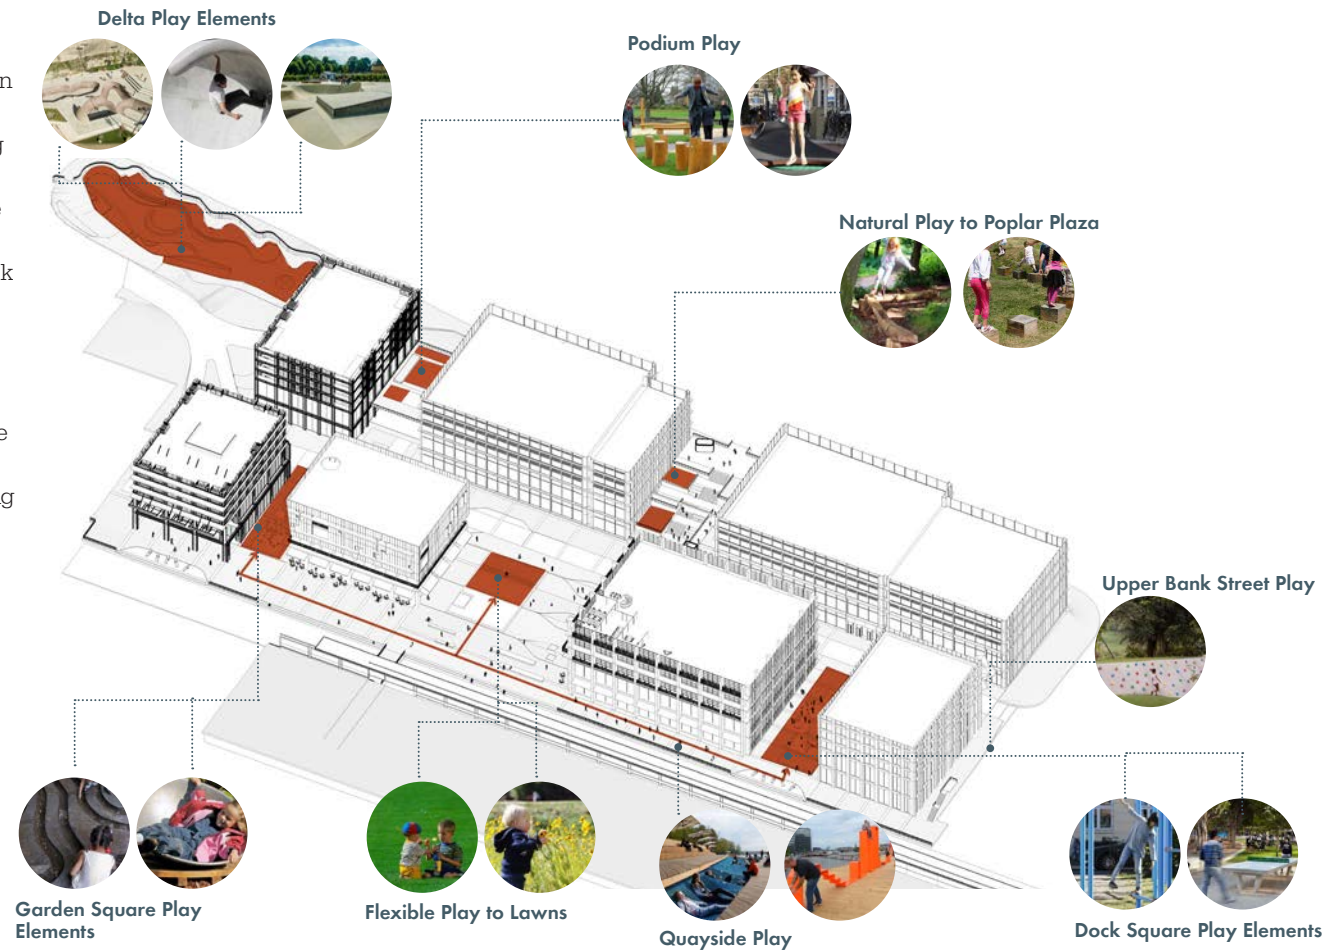 Delta Play Elements
Podium Play
n
g
e
k
Natural Play to Poplar Plaza
e
g
Upper Bank Street Play
Garden Square Play
Elements
Flexible Play to Lawns
Quayside Play
Dock Square Play Elements